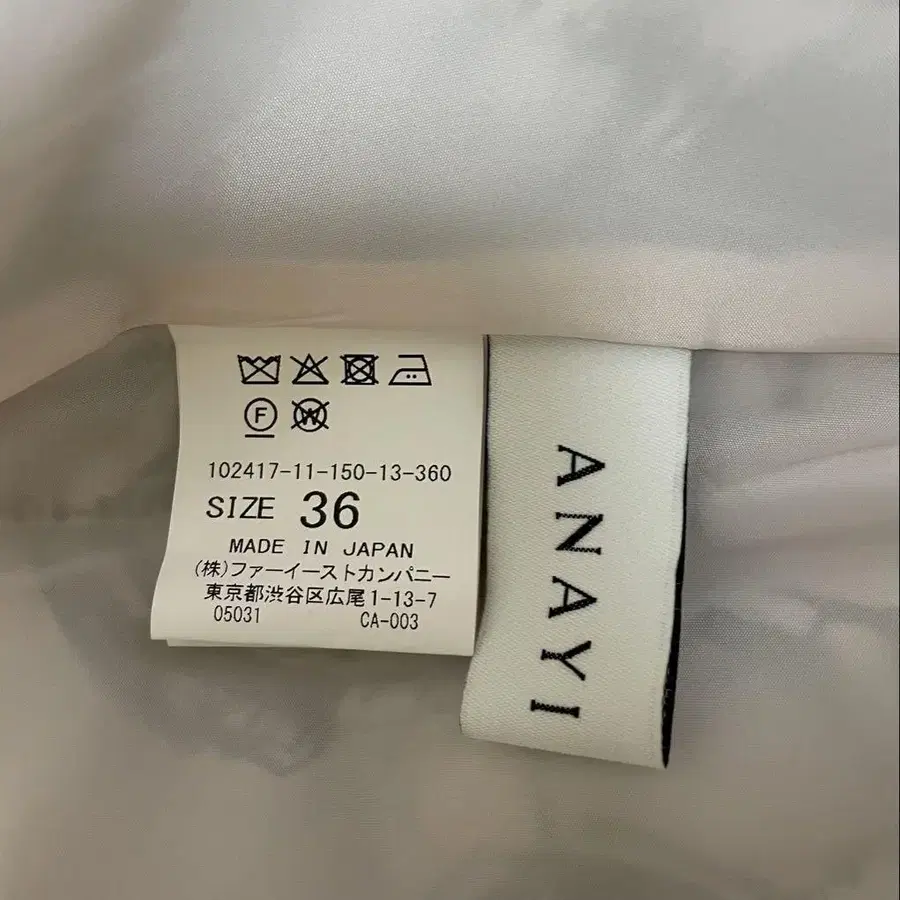 F
W
102417-11-150-13-360
SIZE 36
MADE IN JAPAN
(株)ファーイーストカンパニー
東京都渋谷区広尾1-13-7
05031 CA-003
ANAYI